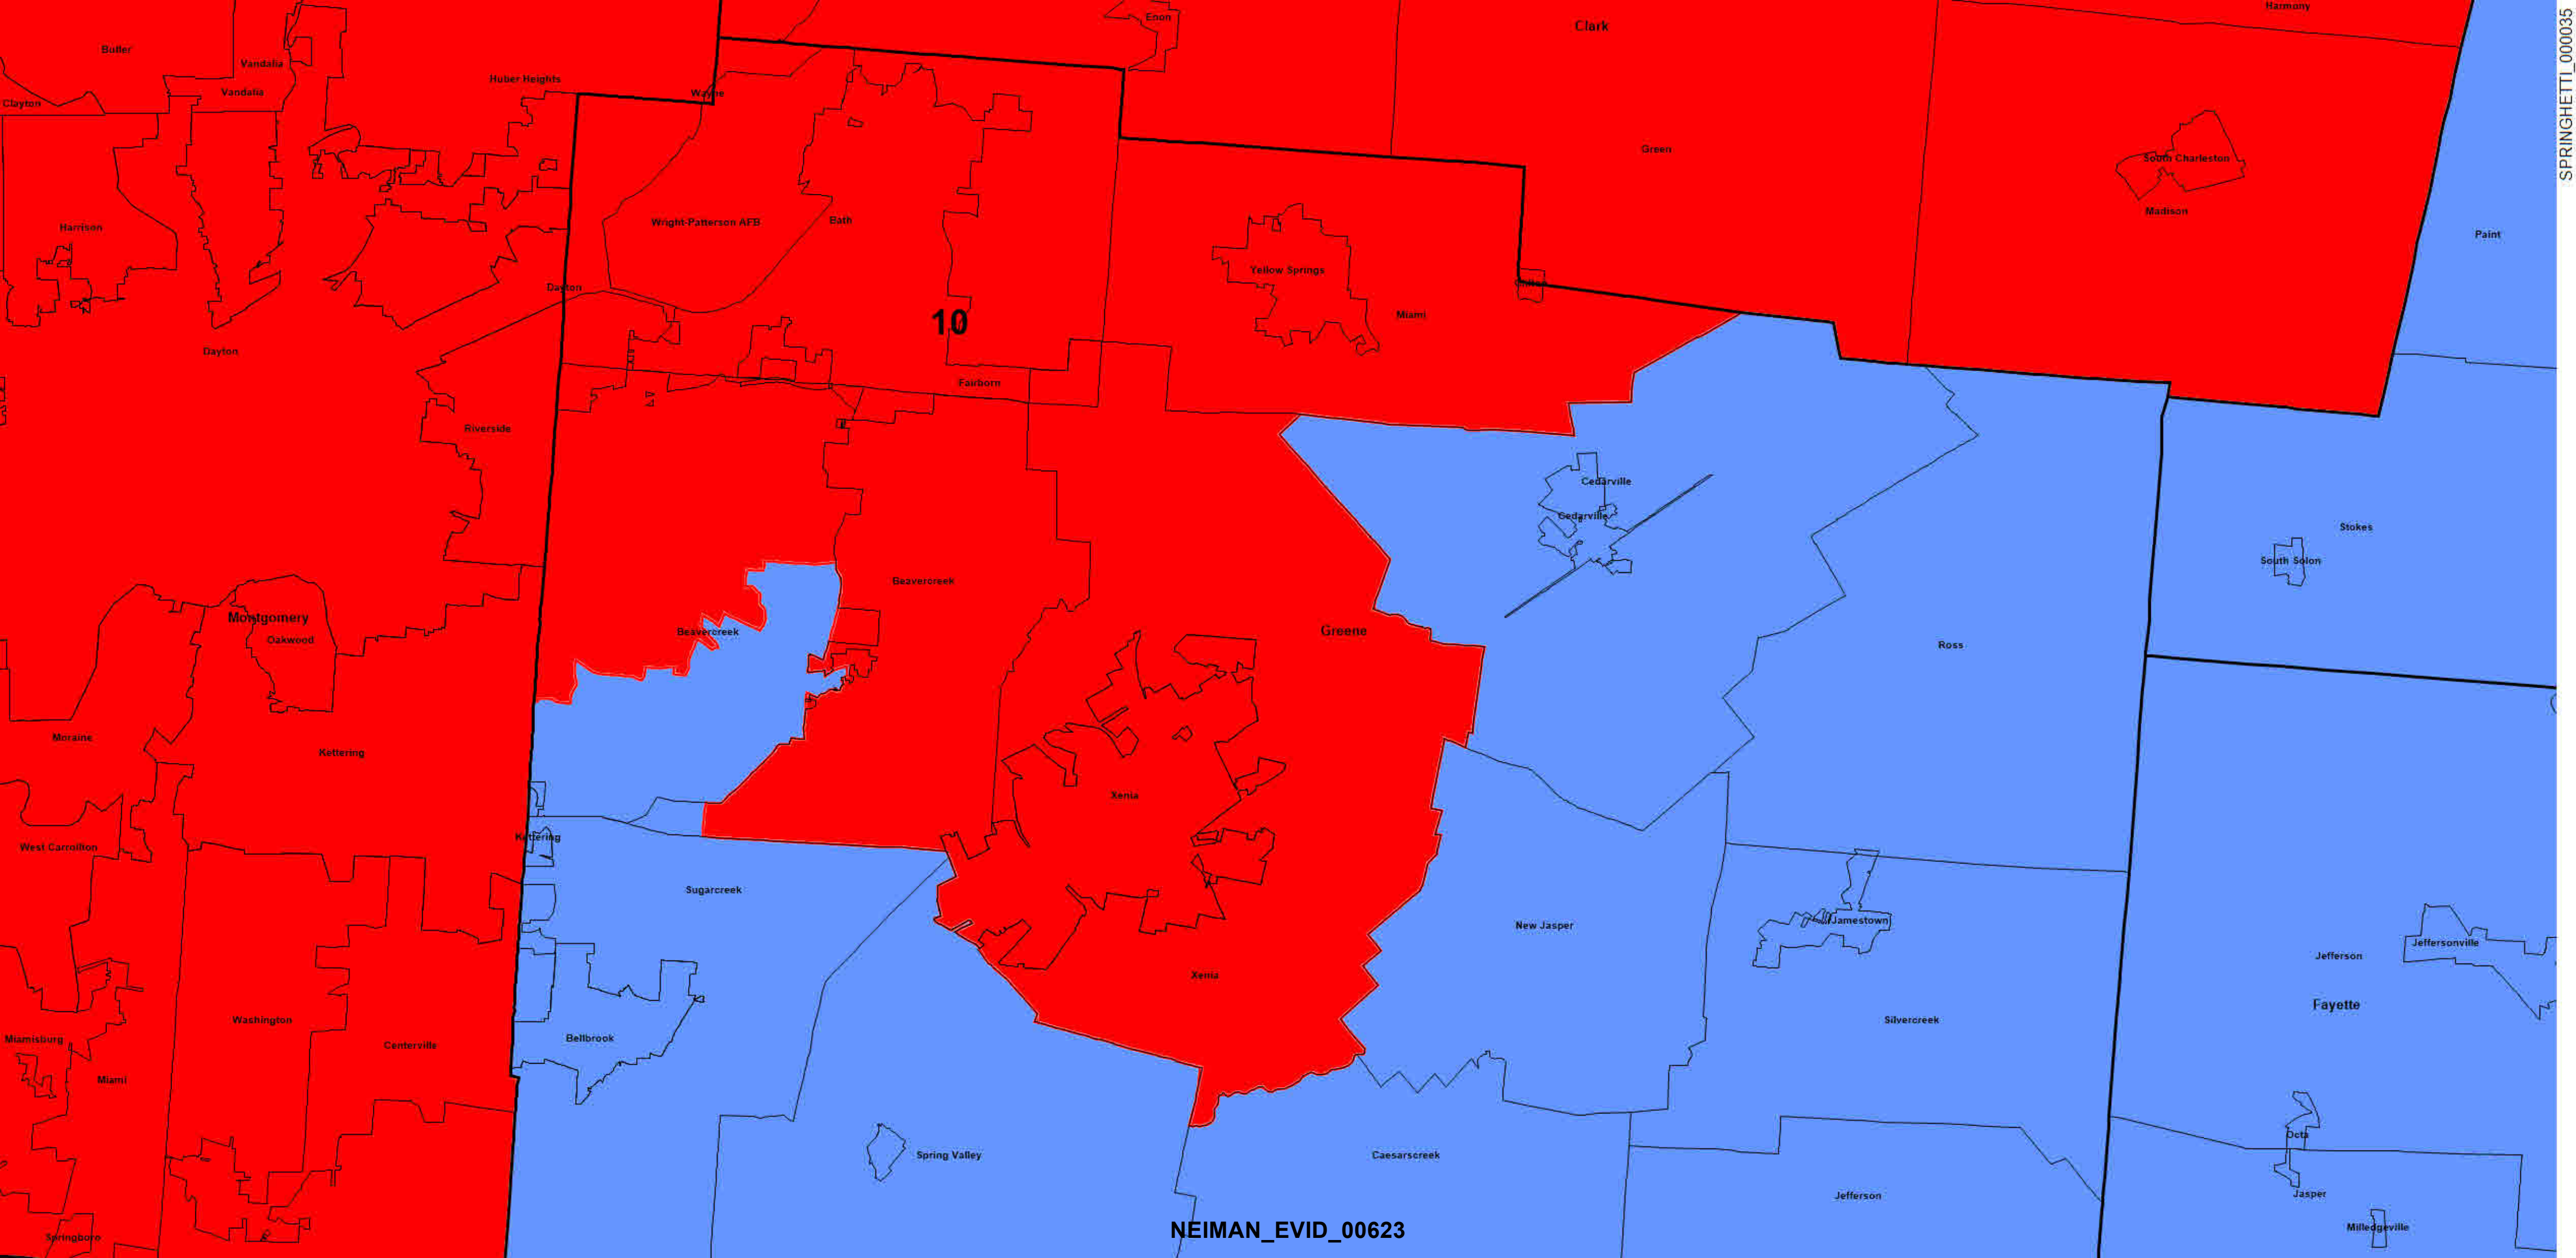 Enon
Harmony
Clark
Butler
Vandalia
Huber Heights
Vandalia
Wayne
Clayton
Green
South Charleston
Madison
Harrison
Wright-Patterson AFB
Bath
Paint
Yellow Springs
Dayton
Clifton
Miami
10
Dayton
Fairborn
Riverside
Cedarville
Cedarville
Stokes
South Solon
Beavercreek
Montgomery
Oakwood
Beavercreek
Greene
Ross
Moraine
Kettering
Xenia
Kettering
West Carrollton
Sugarcreek
New Jasper
Jamestown
Jeffersonville
Jefferson
Xenia
Fayette
Washington
Silvercreek
Bellbrook
Miamisburg
Centerville
Miami
Octa
Spring Valley
Caesarscreek
Jefferson
Jasper
Milledgeville
Springboro
NEIMAN_EVID_00623
SPRINGHETTI_000035